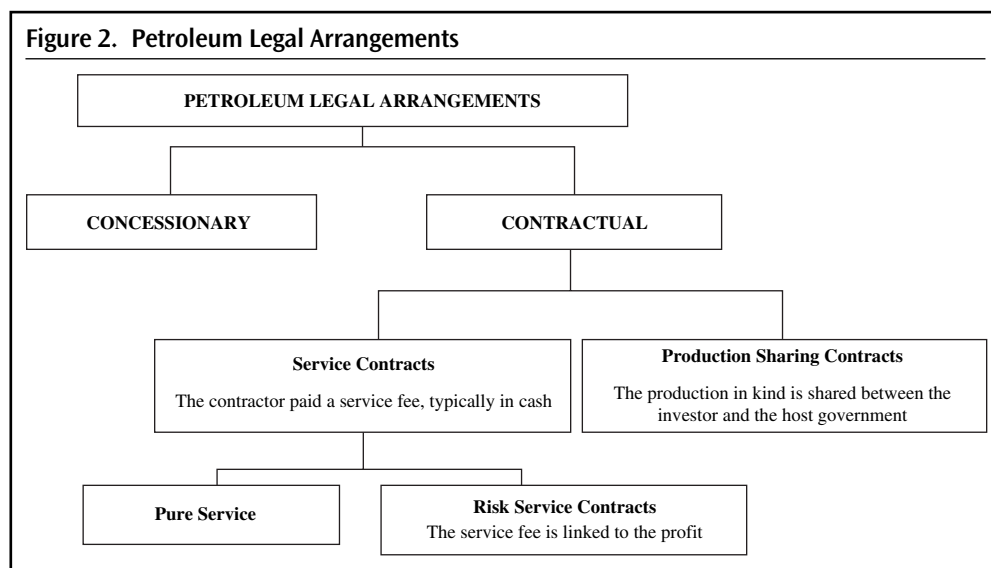 Figure 2. Petroleum Legal Arrangements
PETROLEUM LEGAL ARRANGEMENTS
CONCESSIONARY
CONTRACTUAL
Service Contracts
The contractor paid a service fee, typically in cash
Production Sharing Contracts
The production in kind is shared between the
investor and the host government
Pure Service
Risk Service Contracts
The service fee is linked to the profit